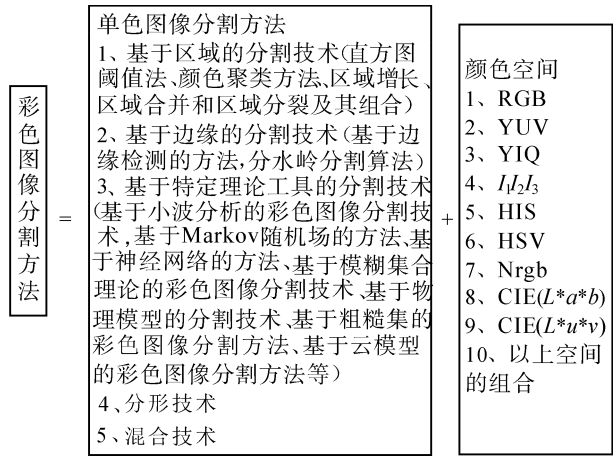 彩色图像分割方法
=
单色图像分割方法
1、基于区域的分割技术(直方图
阈值法、颜色聚类方法、区域增长、
区域合并和区域分裂及其组合)
2、基于边缘的分割技术(基于边
缘检测的方法,分水岭分割算法)
3、基于特定理论工具的分割技术
(基于小波分析的彩色图像分割技
术,基于Markov随机场的方法、基
于神经网络的方法、基于模糊集合
理论的彩色图像分割技术、基于物
理模型的分割技术、基于粗糙集的
彩色图像分割方法、基于云模型
的彩色图像分割方法等)
4、分形技术
5、混合技术
+
颜色空间
1、RGB
2、YUV
3、YIQ
4、I₁I₂I₃
5、HIS
6、HSV
7、Nrgb
8、CIE(L*a*b)
9、CIE(L*u*v)
10、以上空间
的组合